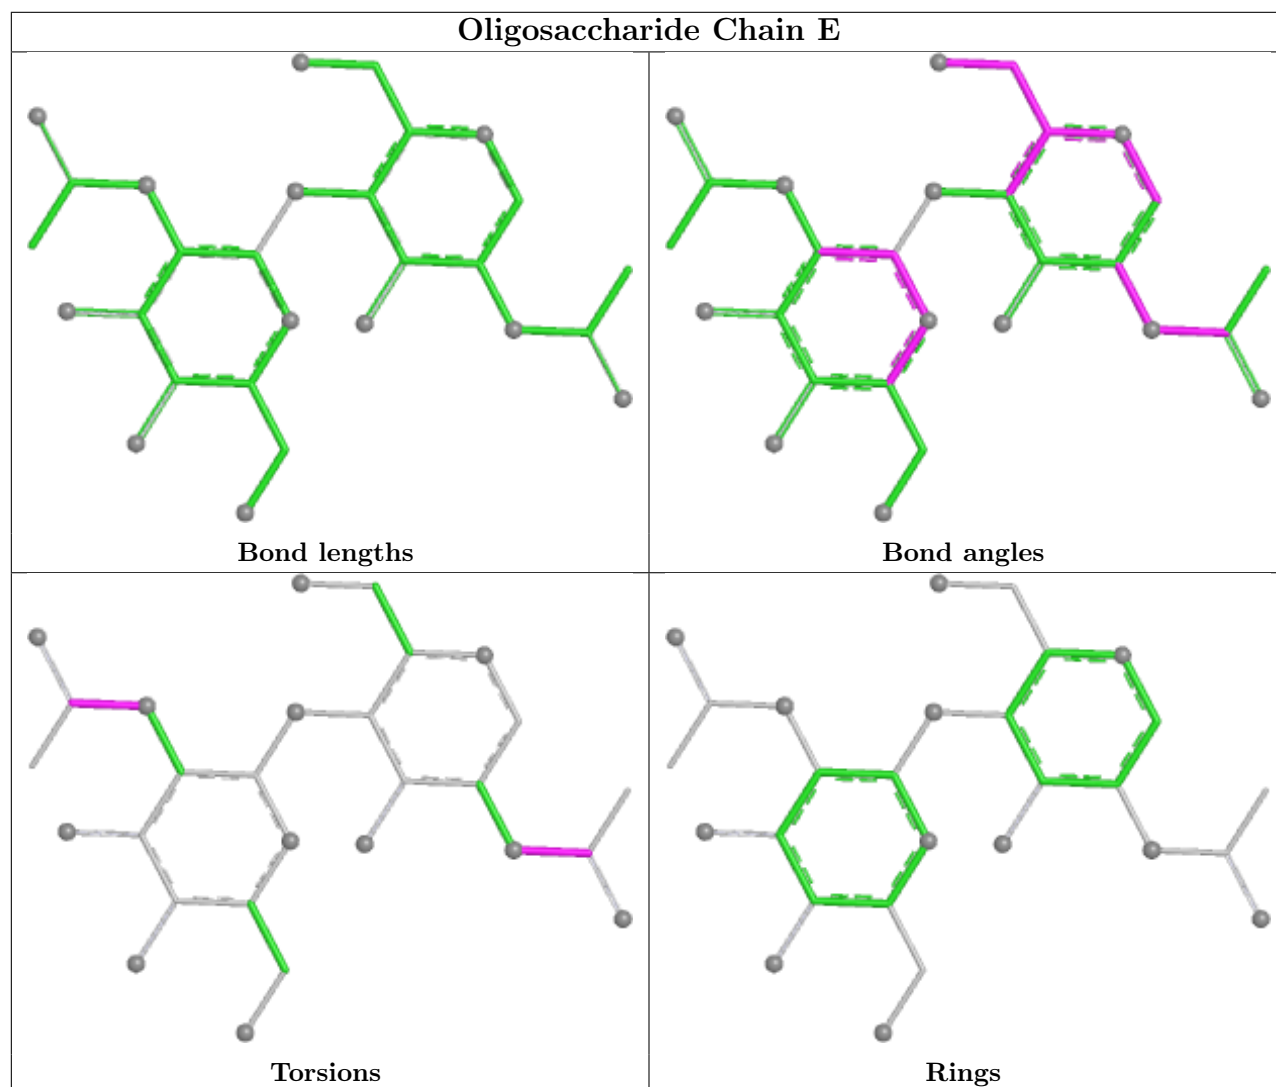 Oligosaccharide Chain E
Bond lengths
Bond angles
Torsions
Rings